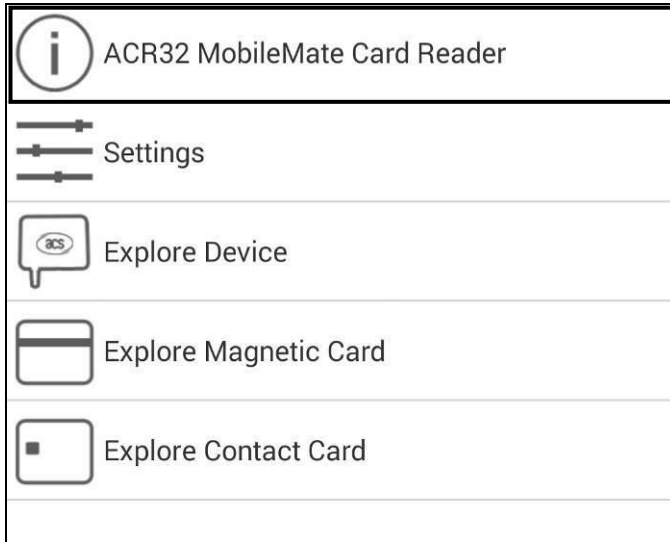 ACR32 MobileMate Card Reader
Settings
acs
Explore Device
Explore Magnetic Card
Explore Contact Card